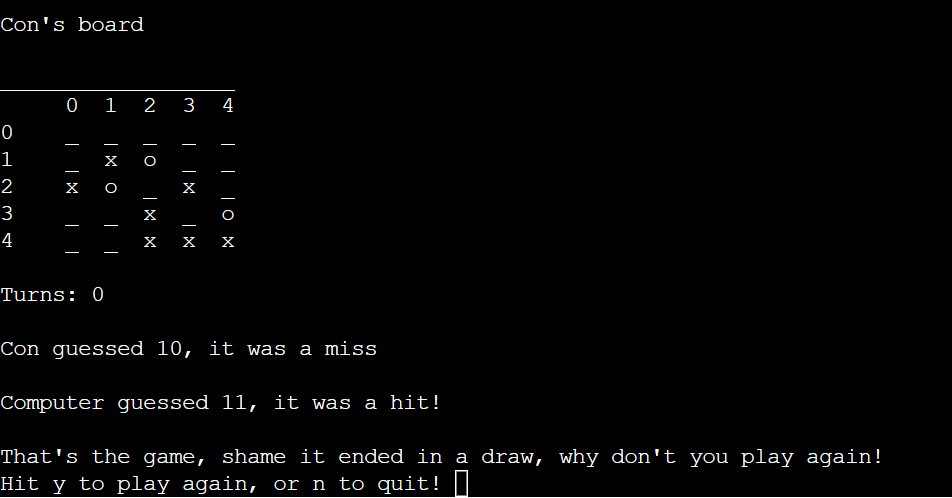 Con's board
_____________
0 1 2 3 4
0 _ _ _ _ _
1 _ x o _ _
2 x o _ x _
3 _ _ x _ o
4 _ _ x x x
Turns: 0
Con guessed 10, it was a miss
Computer guessed 11, it was a hit!
That's the game, shame it ended in a draw, why don't you play again!
Hit y to play again, or n to quit!